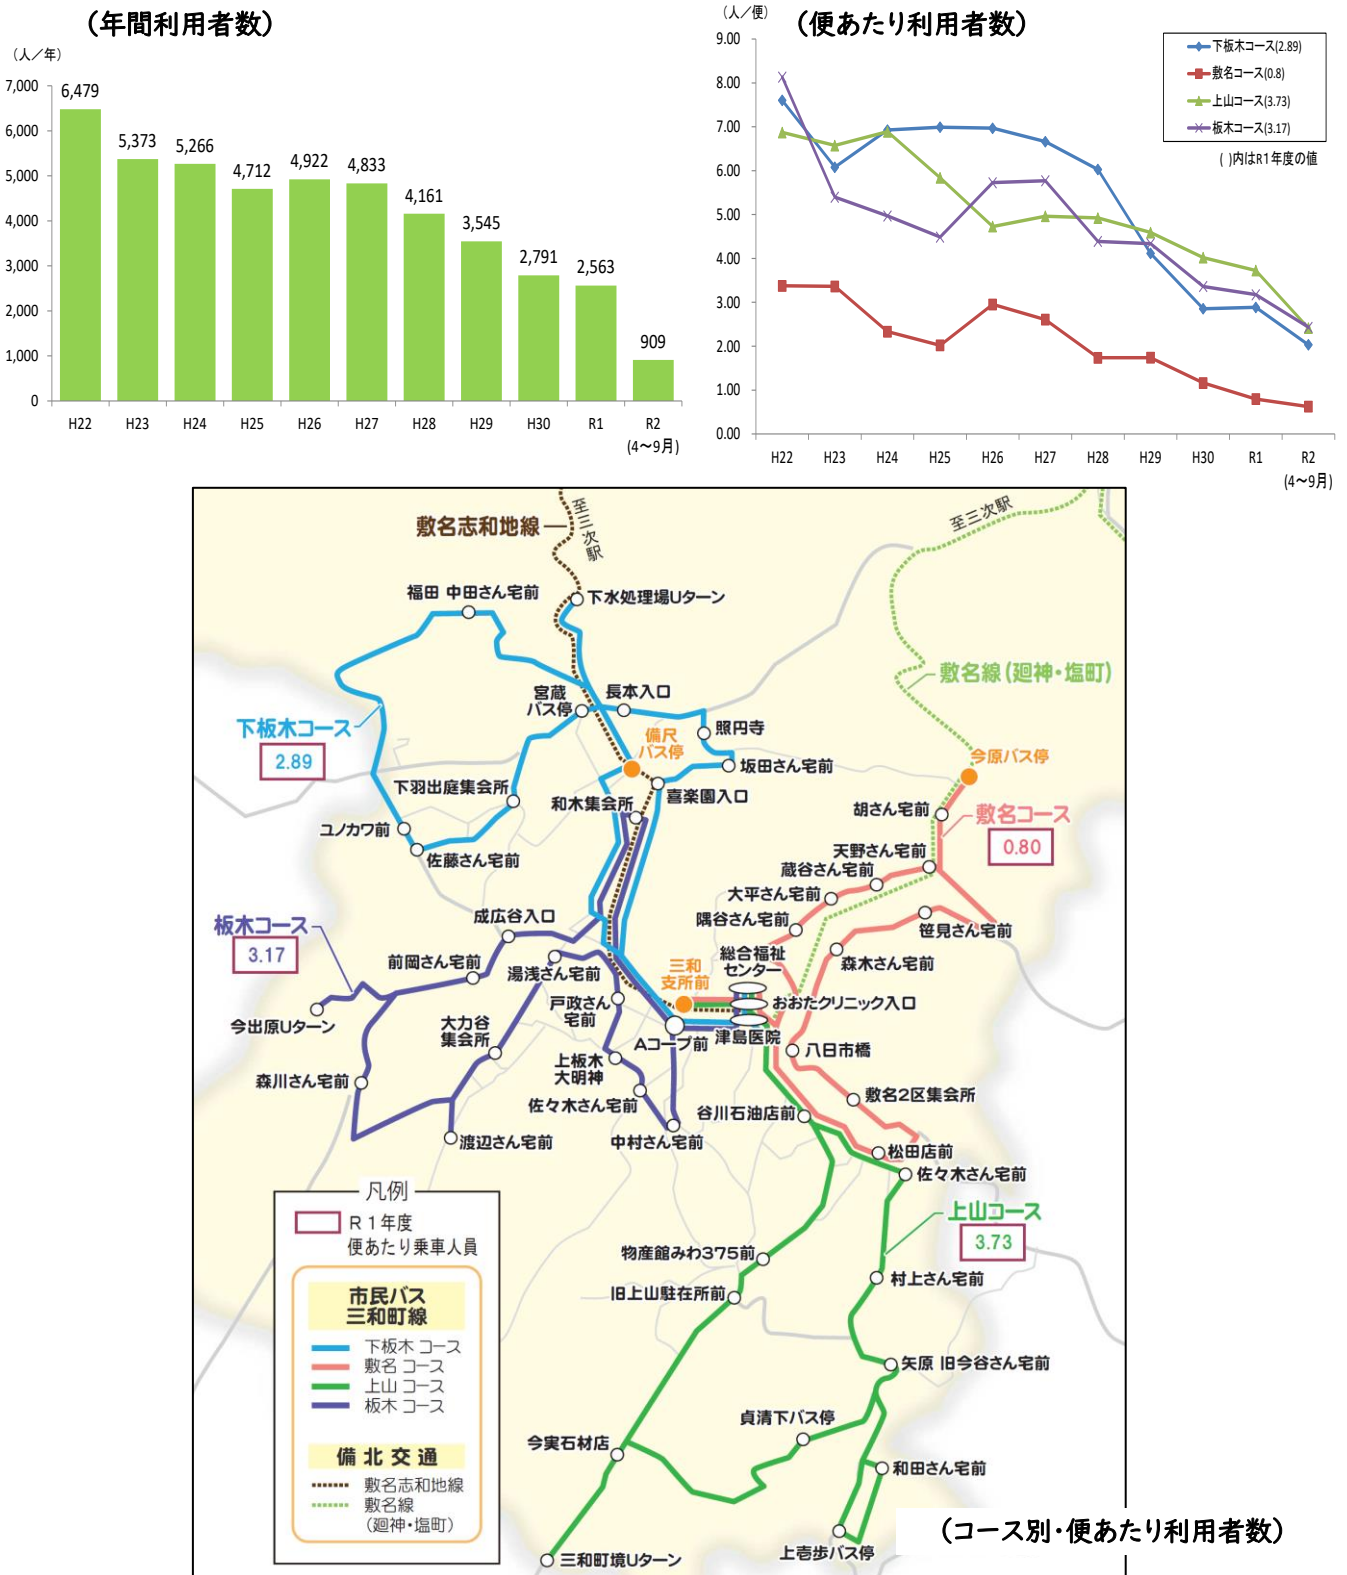 (年間利用者数)
(人/年)
7,000
6,000
5,000
4,000
3,000
2,000
1,000
0
6,479
5,373
5,266
4,712
4,922
4,833
4,161
3,545
2,791
2,563
909
H22
H23
H24
H25
H26
H27
H28
H29
H30
R1
R2
(4~9月)
(人/便)
(便あたり利用者数)
9.00
8.00
7.00
6.00
5.00
4.00
3.00
2.00
1.00
0.00
下板木コース(2.89)
敷名コース(0.8)
上山コース(3.73)
板木コース(3.17)
( )内はR1年度の値
H22
H23
H24
H25
H26
H27
H28
H29
H30
R1
R2
(4~9月)
敷名志和地線
至三次駅
至三次駅
福田 中田さん宅前
下水処理場Uターン
敷名線(廻神・塩町)
宮蔵
バス停
長本入口
下板木コース
2.89
備尺
バス停
照円寺
坂田さん宅前
今原バス停
下羽出庭集会所
和木集会所
喜楽園入口
胡さん宅前
敷名コース
0.80
ユノカワ前
佐藤さん宅前
天野さん宅前
蔵谷さん宅前
大平さん宅前
隅谷さん宅前
笹見さん宅前
板木コース
3.17
成広谷入口
前岡さん宅前
湯浅さん宅前
総合福祉
センター
森木さん宅前
三和
支所前
今出原Uターン
戸政さん
宅前
おおたクリニック入口
大力谷
集会所
Aコープ前
津島医院
八日市橋
森川さん宅前
上板木
大明神
佐々木さん宅前
敷名2区集会所
谷川石油店前
渡辺さん宅前
中村さん宅前
松田店前
佐々木さん宅前
凡例
R1年度
便あたり乗車人員
上山コース
3.73
物産館みわ375前
村上さん宅前
旧上山駐在所前
市民バス
三和町線
下板木 コース
敷名 コース
上山 コース
板木 コース
矢原 旧今谷さん宅前
貞清下バス停
今実石材店
備北交通
敷名志和地線
敷名線
(廻神・塩町)
和田さん宅前
上壱歩バス停
三和町境Uターン
(コース別・便あたり利用者数)